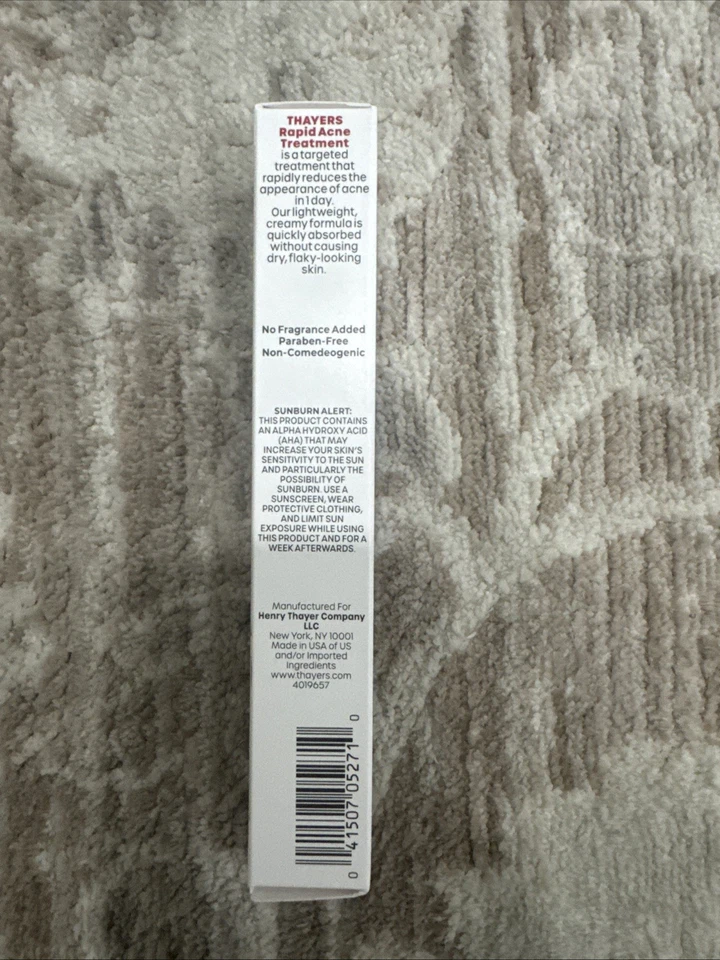 THAYERS
Rapid Acne
Treatment
is a targeted
treatment that
rapidly reduces the
appearance of acne
in 1 day.
Our lightweight,
creamy formula is
quickly absorbed
without causing
dry, flaky-looking
skin.
No Fragrance Added
Paraben-Free
Non-Comedeogenic
SUNBURN ALERT:
THIS PRODUCT CONTAINS
AN ALPHA HYDROXY ACID
(AHA) THAT MAY
INCREASE YOUR SKIN'S
SENSITIVITY TO THE SUN
AND PARTICULARLY THE
POSSIBILITY OF
SUNBURN. USE A
SUNSCREEN, WEAR
PROTECTIVE CLOTHING,
AND LIMIT SUN
EXPOSURE WHILE USING
THIS PRODUCT AND FOR A
WEEK AFTERWARDS.
Manufactured For
Henry Thayer Company
LLC
New York, NY 10001
Made in USA of US
and/or Imported
Ingredients
www.thayers.com
4019657
0 41507 05271 0